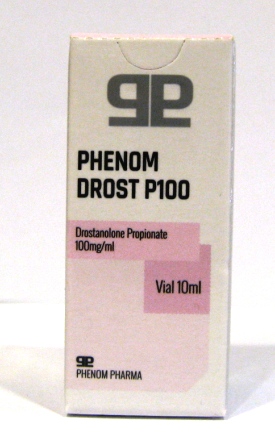 PHENOM
DROST P100
Drostanolone Propionate
100mg/ml
Vial 10ml
PHENOM PHARMA